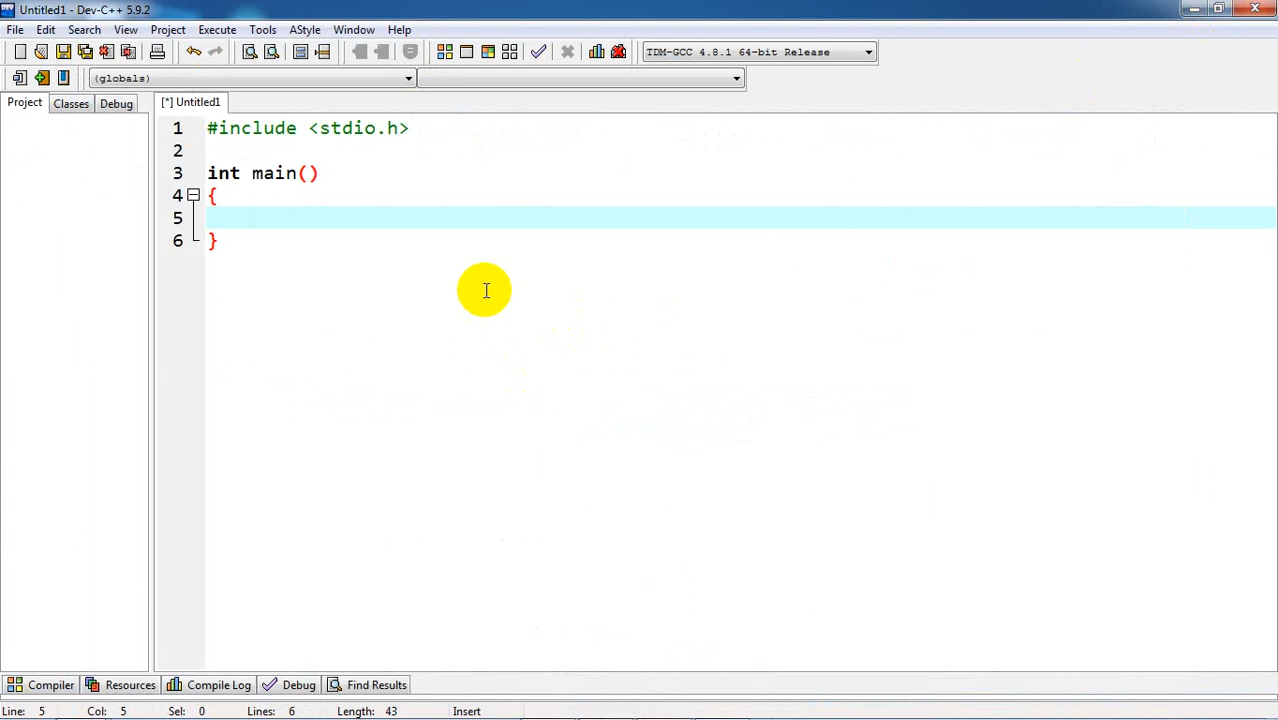 Untitled1 - Dev-C++ 5.9.2
File Edit Search View Project Execute Tools AStyle Window Help
TDM-GCC 4.8.1 64-bit Release
(globals)
Project Classes Debug [*] Untitled1
1 #include <stdio.h>
2
3 int main()
4 {
5
6 }
Compiler Resources Compile Log Debug Find Results
Line: 5 Col: 5 Sel: 0 Lines: 6 Length: 43 Insert